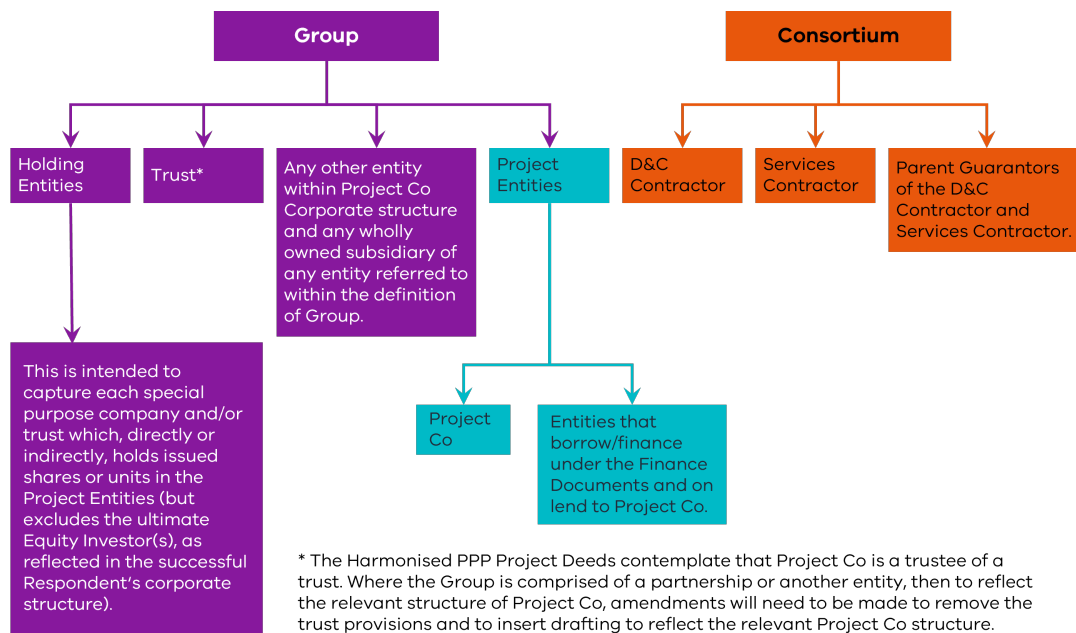 Group
Consortium
Holding
Entities
Trust*
Any other entity
within Project Co
Corporate structure
and any wholly
owned subsidiary of
any entity referred to
within the definition
of Group.
Project
Entities
D&C
Contractor
Services
Contractor
Parent Guarantors
of the D&C
Contractor and
Services Contractor.
This is intended to
capture each special
purpose company and/or
trust which, directly or
indirectly, holds issued
shares or units in the
Project Entities (but
excludes the ultimate
Equity Investor(s), as
reflected in the successful
Respondent's corporate
structure).
Project
Co
Entities that
borrow/finance
under the Finance
Documents and on
lend to Project Co.
* The Harmonised PPP Project Deeds contemplate that Project Co is a trustee of a
trust. Where the Group is comprised of a partnership or another entity, then to reflect
the relevant structure of Project Co, amendments will need to be made to remove the
trust provisions and to insert drafting to reflect the relevant Project Co structure.